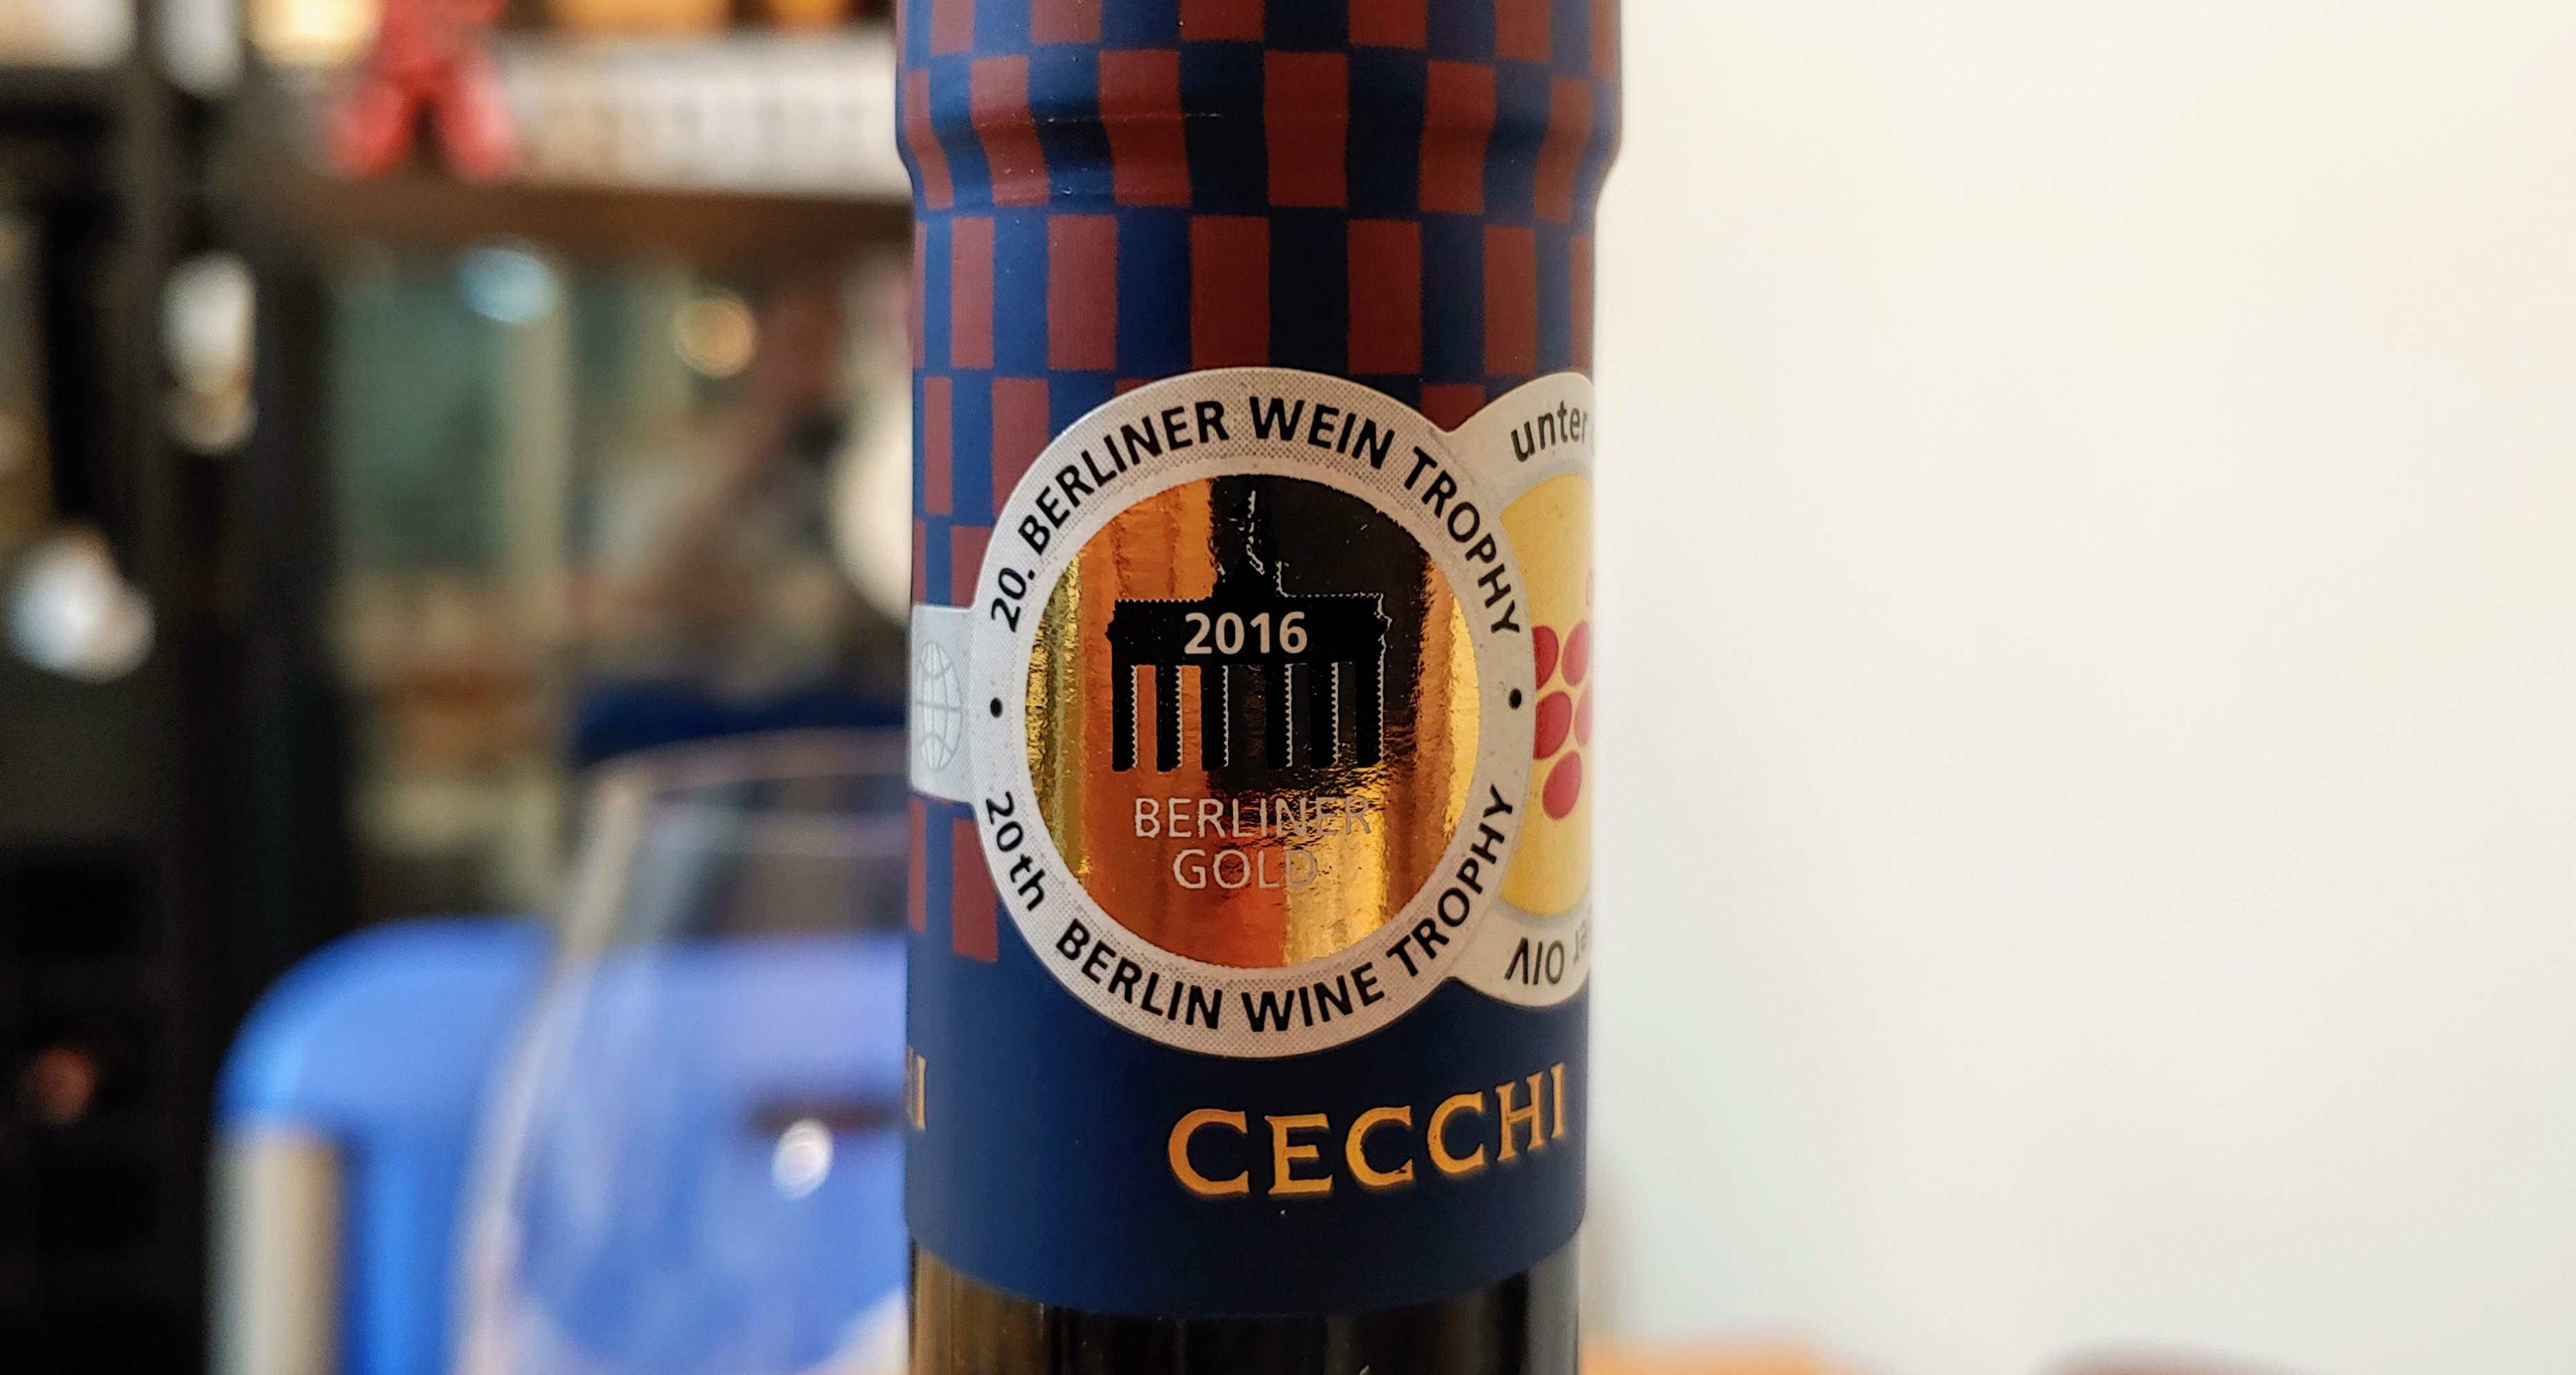 20. BERLINER WEIN TROPHY
unter
2016
BERLINER
GOLD
20th BERLIN WINE TROPHY
OIV
CECCHI